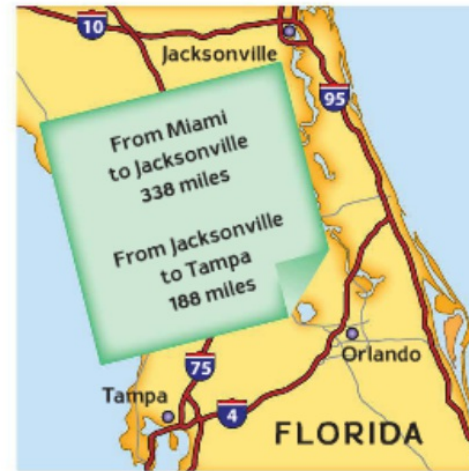 10
Jacksonville
95
From Miami
to Jacksonville
338 miles
From Jacksonville
to Tampa
188 miles
Orlando
75
Tampa
4
FLORIDA